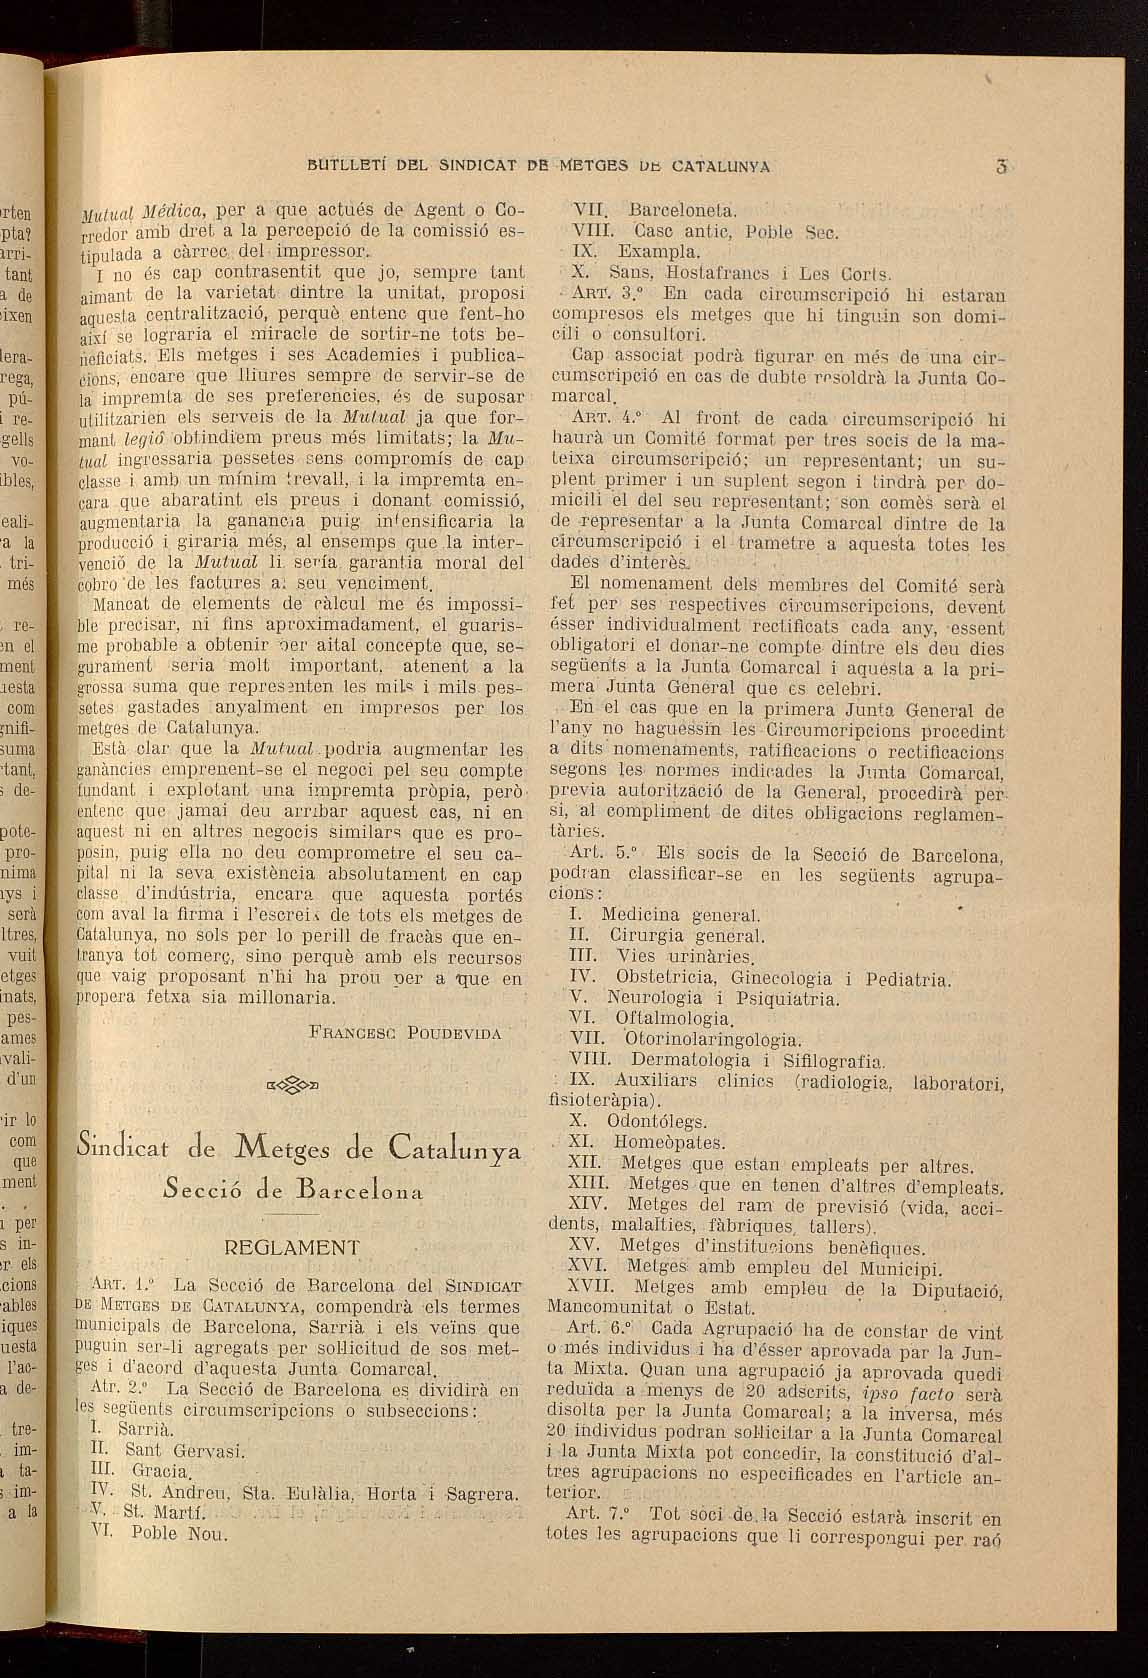 BUTLLETÍ DEL SINDICAT DE METGES DE CATALUNYA 3
Mutual Médica, per a que actués de Agent o Co-
rredor amb dret a la percepció de la comissió es-
tipulada a càrrec del impressor.
I no és cap contrasentit que jo, sempre tant
aimant de la varietat dintre la unitat, proposi
aquesta centralització, perquè entenc que fent-ho
així se lograria el miracle de sortir-ne tots be-
neficiats. Els metges i ses Academies i publica-
cions, encare que lliures sempre de servir-se de
la impremta de ses preferencies, és de suposar
utilitzarien els serveis de la Mutual ja que for-
mant legió obtindiem preus més limitats; la Mu-
tual ingressaria pessetes sens compromís de cap
classe i amb un mínim trevall, i la impremta en-
cara que abaratint els preus i donant comissió,
augmentaria la ganancia puig intensificaria la
producció i giraria més, al ensemps que la inter-
venció de la Mutual li sería garantia moral del
cobro de les factures al seu venciment.
Mancat de elements de càlcul me és impossi-
ble precisar, ni fins aproximadament, el guaris-
me probable a obtenir per aital concepte que, se-
gurament seria molt important, atenent a la
grossa suma que representen les mils i mils pes-
setes gastades anyalment en impresos per los
metges de Catalunya.
Està clar que la Mutual podria augmentar les
ganàncies emprenent-se el negoci pel seu compte
fundant i explotant una impremta pròpia, però
entenc que jamai deu arribar aquest cas, ni en
aquest ni en altres negocis similars que es pro-
posin, puig ella no deu comprometre el seu ca-
pital ni la seva existència absolutament en cap
classe d'indústria, encara que aquesta portés
com aval la firma i l'escreix de tots els metges de
Catalunya, no sols per lo perill de fracàs que en-
tranya tot comerç, sino perquè amb els recursos
que vaig proposant n'hi ha prou per a que en
propera fetxa sia millonaria.
FRANCESC POUDEVIDA
Sindicat de Metges de Catalunya
Secció de Barcelona
REGLAMENT
ART. 1.º La Secció de Barcelona del SINDICAT
DE METGES DE CATALUNYA, compendrà els termes
municipals de Barcelona, Sarrià i els veïns que
puguin ser-li agregats per sol·licitud de sos met-
ges i d'acord d'aquesta Junta Comarcal.
Atr. 2.º La Secció de Barcelona es dividirà en
les següents circumscripcions o subseccions:
I. Sarrià.
II. Sant Gervasi.
III. Gracia.
IV. St. Andreu, Sta. Eulàlia, Horta i Sagrera.
V. St. Martí.
VI. Poble Nou.
VII. Barceloneta.
VIII. Casc antic, Poble Sec.
IX. Exampla.
X. Sans, Hostafrancs i Les Corts.
ART. 3.º En cada circumscripció hi estaran
compresos els metges que hi tinguin son domi-
cili o consultori.
Cap associat podrà figurar en més de una cir-
cumscripció en cas de dubte resoldrà la Junta Co-
marcal.
ART. 4.º Al front de cada circumscripció hi
haurà un Comité format per tres socis de la ma-
teixa circumscripció; un representant; un su-
plent primer i un suplent segon i tindrà per do-
micili el del seu representant; son comès serà el
de representar a la Junta Comarcal dintre de la
circumscripció i el trametre a aquesta totes les
dades d'interès.
El nomenament dels membres del Comité serà
fet per ses respectives circumscripcions, devent
ésser individualment rectificats cada any, essent
obligatori el donar-ne compte dintre els deu dies
següents a la Junta Comarcal i aquesta a la pri-
mera Junta General que es celebri.
En el cas que en la primera Junta General de
l'any no haguéssin les Circumcripcions procedint
a dits nomenaments, ratificacions o rectificacions
segons les normes indicades la Junta Comarcal,
previa autorització de la General, procedirà per
si, al compliment de dites obligacions reglamen-
tàries.
Art. 5.º Els socis de la Secció de Barcelona,
podran classificar-se en les següents agrupa-
cions:
I. Medicina general.
II. Cirurgia general.
III. Vies urinàries.
IV. Obstetricia, Ginecologia i Pediatria.
V. Neurologia i Psiquiatria.
VI. Oftalmologia.
VII. Otorinolaringologia.
VIII. Dermatologia i Sifilografia.
IX. Auxiliars clinics (radiologia, laboratori,
fisioteràpia).
X. Odontólegs.
XI. Homeòpates.
XII. Metges que estan empleats per altres.
XIII. Metges que en tenen d'altres d'empleats.
XIV. Metges del ram de previsió (vida, acci-
dents, malalties, fàbriques, tallers).
XV. Metges d'institucions benèfiques.
XVI. Metges amb empleu del Municipi.
XVII. Metges amb empleu de la Diputació,
Mancomunitat o Estat.
Art. 6.º Cada Agrupació ha de constar de vint
o més individus i ha d'ésser aprovada par la Jun-
ta Mixta. Quan una agrupació ja aprovada quedi
reduïda a menys de 20 adscrits, ipso facto serà
disolta per la Junta Comarcal; a la inversa, més
20 individus podran sol·licitar a la Junta Comarcal
i la Junta Mixta pot concedir, la constitució d'al-
tres agrupacions no especificades en l'article an-
terior.
Art. 7.º Tot soci de la Secció estarà inscrit en
totes les agrupacions que li correspongui per raó